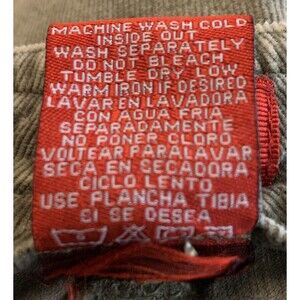 MACHINE WASH COLD
INSIDE OUT
WASH SEPARATELY
DO NOT BLEACH
TUMBLE DRY LOW
WARM IRON IF DESIRED
LAVAR EN LAVADORA
CON AGUA FRIA
SEPARADAMENTE
NO PONER CLORO
VOLTEAR PARA LAVAR
SECA EN SECADORA
CICLO LENTO
USE PLANCHA TIBIA
SI SE DESEA